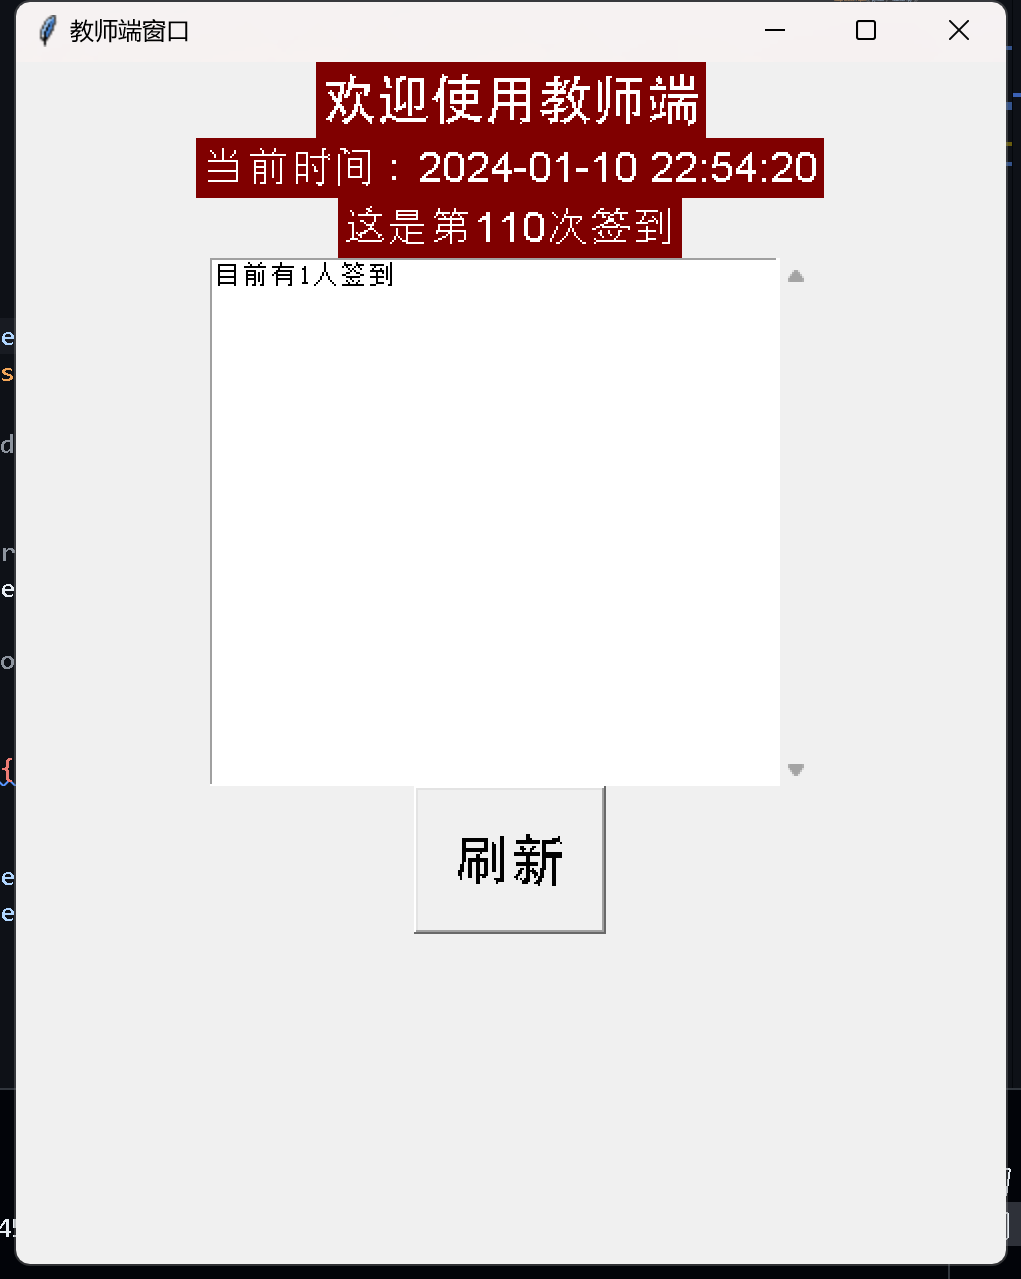 教师端窗口
欢迎使用教师端
当前时间：2024-01-10 22:54:20
这是第110次签到
目前有1人签到
刷新